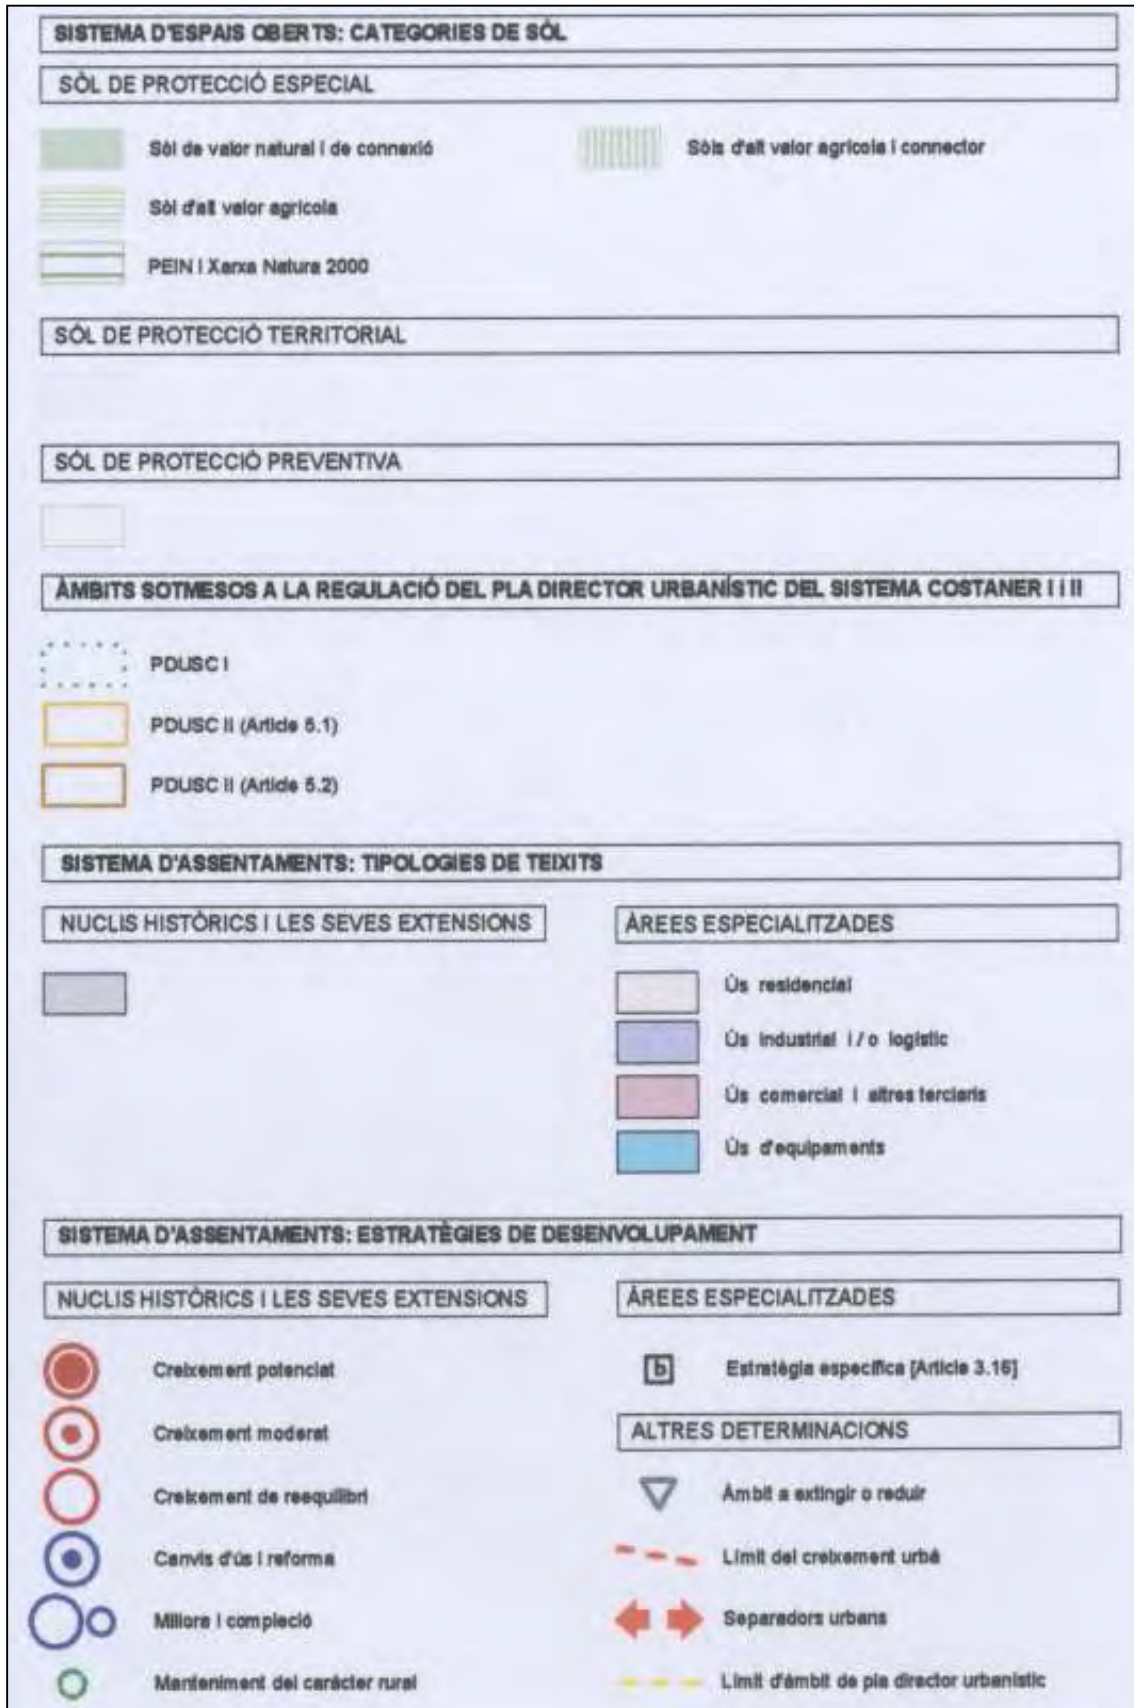 SISTEMA D'ESPAIS OBERTS: CATEGORIES DE SÒL
SÒL DE PROTECCIÓ ESPECIAL
Sòl de valor natural i de connexió
Sòls d'alt valor agrícola i connector
Sòl d'alt valor agrícola
PEIN i Xarxa Natura 2000
SÒL DE PROTECCIÓ TERRITORIAL
SÒL DE PROTECCIÓ PREVENTIVA
ÀMBITS SOTMESOS A LA REGULACIÓ DEL PLA DIRECTOR URBANÍSTIC DEL SISTEMA COSTANER I i II
PDUSC I
PDUSC II (Article 5.1)
PDUSC II (Article 5.2)
SISTEMA D'ASSENTAMENTS: TIPOLOGIES DE TEIXITS
NUCLIS HISTÒRICS I LES SEVES EXTENSIONS
ÀREES ESPECIALITZADES
Ús residencial
Ús industrial i / o logístic
Ús comercial i altres terciaris
Ús d'equipaments
SISTEMA D'ASSENTAMENTS: ESTRATÈGIES DE DESENVOLUPAMENT
NUCLIS HISTÒRICS I LES SEVES EXTENSIONS
ÀREES ESPECIALITZADES
Creixement potenciat
b Estratègia específica [Article 3.16]
Creixement moderat
ALTRES DETERMINACIONS
Creixement de reequilibri
Àmbit a extingir o reduir
Canvis d'ús i reforma
Límit del creixement urbà
Millora i compleció
Separadors urbans
Manteniment del caràcter rural
Límit d'àmbit de pla director urbanístic